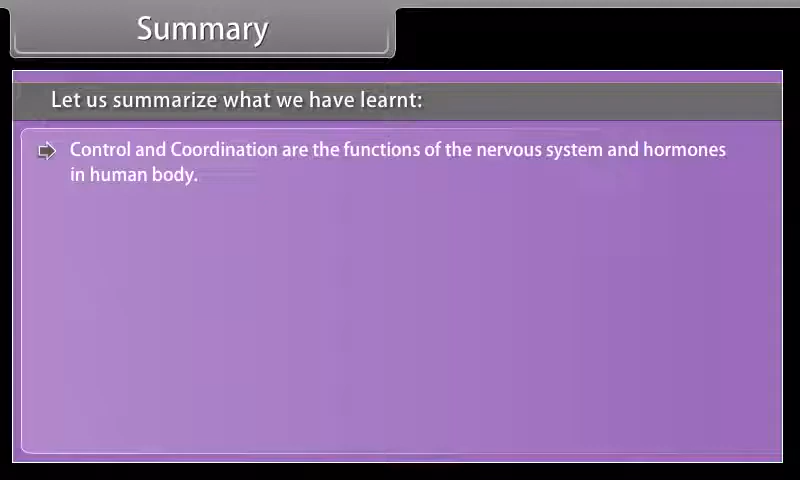 Summary
Let us summarize what we have learnt:
Control and Coordination are the functions of the nervous system and hormones
in human body.